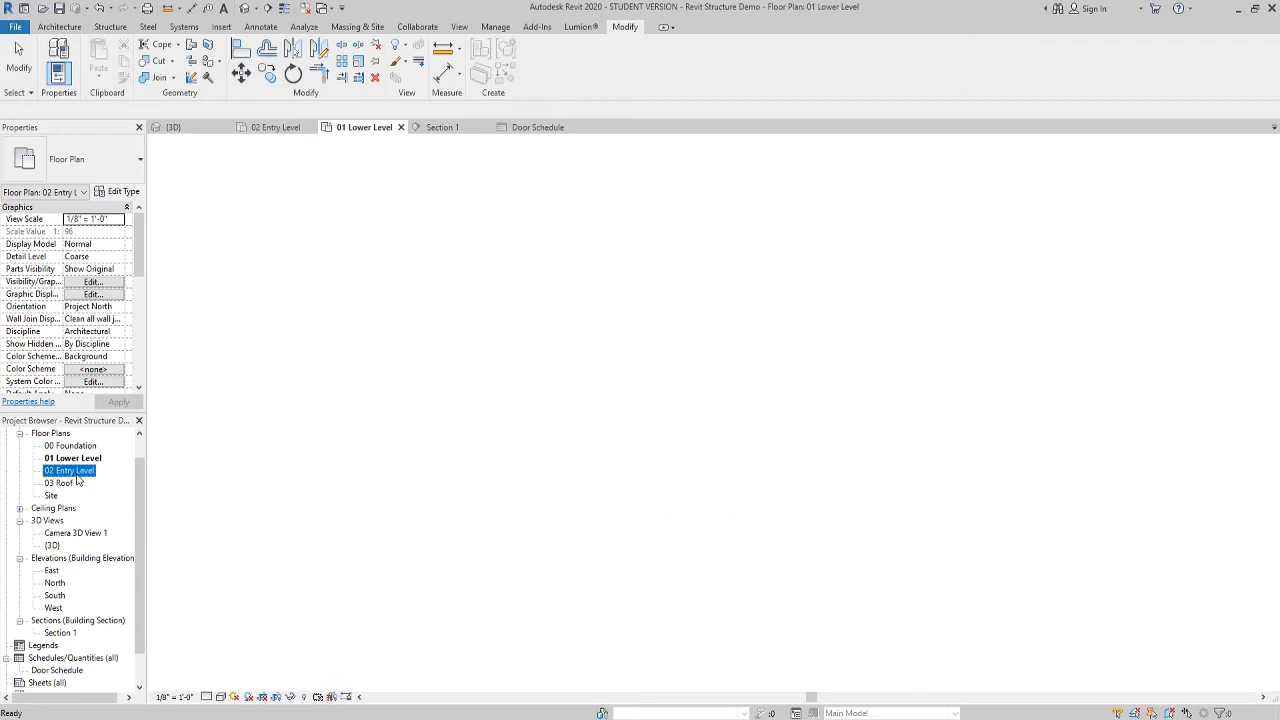 Autodesk Revit 2020 - STUDENT VERSION - Revit Structure Demo - Floor Plan: 01 Lower Level
Sign In
File Architecture Structure Steel Systems Insert Annotate Analyze Massing & Site Collaborate View Manage Add-Ins Lumion® Modify
Cope
Cut
Join
Paste
Modify
Select Properties Clipboard Geometry Modify View Measure Create
Properties
{3D} 02 Entry Level 01 Lower Level Section 1 Door Schedule
Floor Plan
Floor Plan: 02 Entry L Edit Type
Graphics
View Scale 1/8" = 1'-0"
Scale Value 1: 96
Display Model Normal
Detail Level Coarse
Parts Visibility Show Original
Visibility/Grap... Edit...
Graphic Displ... Edit...
Orientation Project North
Wall Join Disp... Clean all wall j...
Discipline Architectural
Show Hidden ... By Discipline
Color Scheme... Background
Color Scheme <none>
System Color ... Edit...
Properties help Apply
Project Browser - Revit Structure D...
Floor Plans
00 Foundation
01 Lower Level
02 Entry Level
03 Roof
Site
Ceiling Plans
3D Views
Camera 3D View 1
{3D}
Elevations (Building Elevation
East
North
South
West
Sections (Building Section)
Section 1
Legends
Schedules/Quantities (all)
Door Schedule
Sheets (all)
1/8" = 1'-0"
Ready :0 Main Model :0